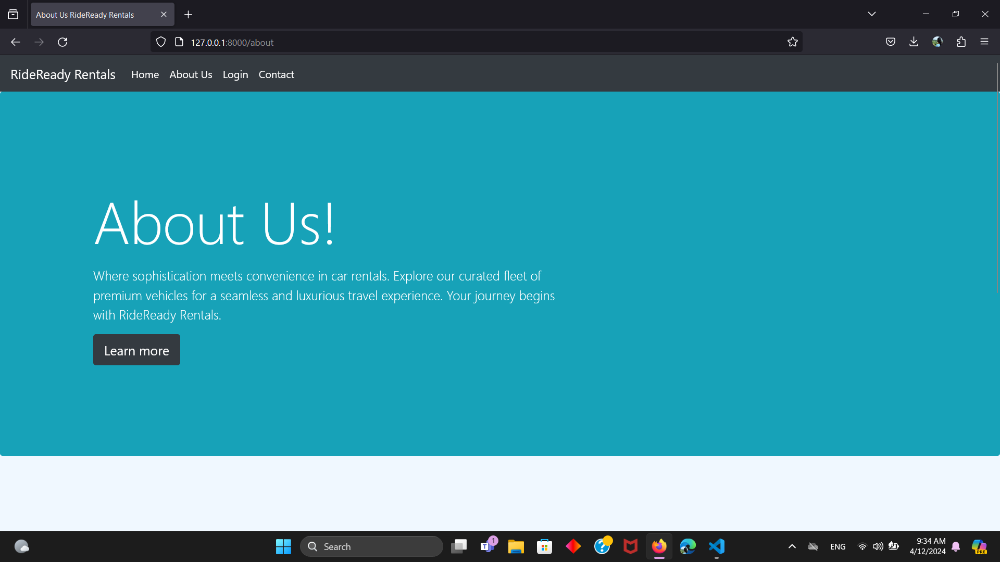 About Us RideReady Rentals
127.0.0.1:8000/about
RideReady Rentals Home About Us Login Contact
About Us!
Where sophistication meets convenience in car rentals. Explore our curated fleet of
premium vehicles for a seamless and luxurious travel experience. Your journey begins
with RideReady Rentals.
Learn more
Search
T
1
ENG
9:34 AM
4/12/2024
PRE